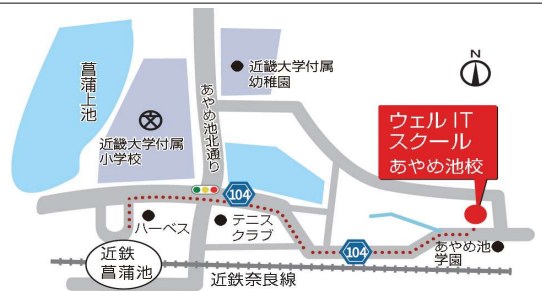 菖蒲上池
近畿大学付属
小学校
あやめ池北通り
近畿大学付属
幼稚園
N
ウェル IT
スクール
あやめ池校
104
ハーベス
テニス
クラブ
104
あやめ池
学園
近鉄
菖蒲池
近鉄奈良線